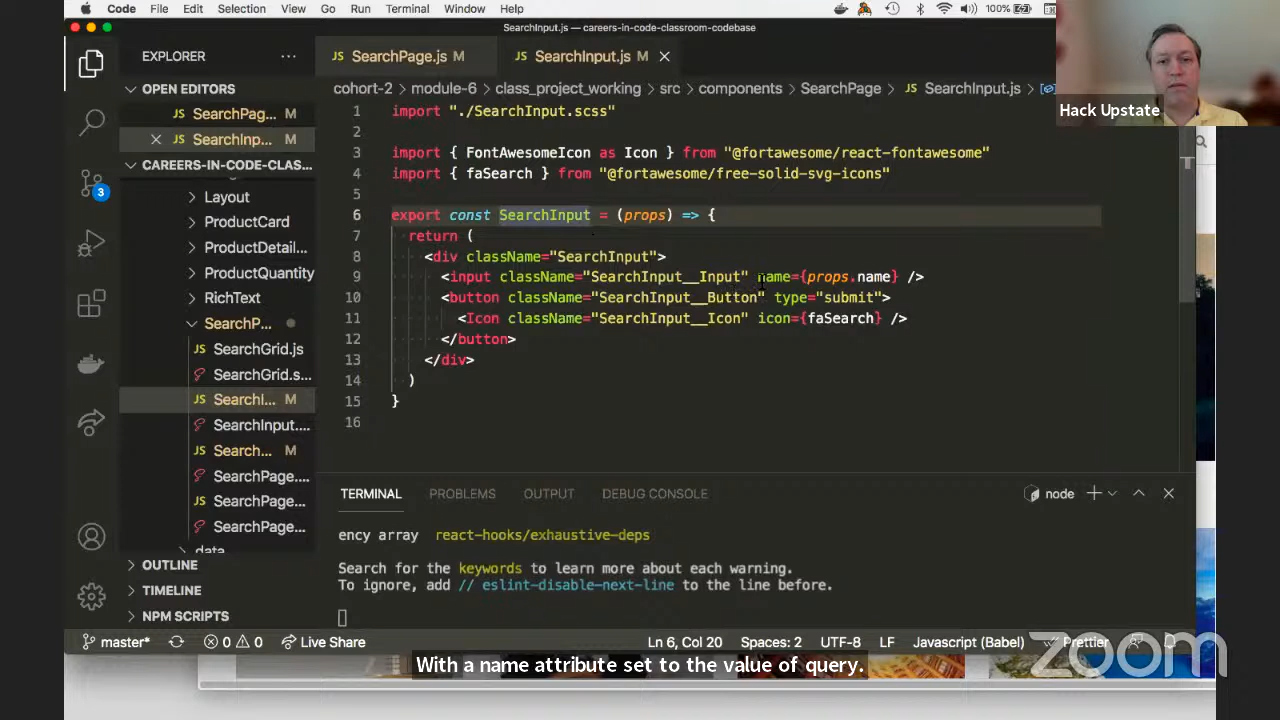 Code File Edit Selection View Go Run Terminal Window Help 100%
SearchInput.js — careers-in-code-classroom-codebase
EXPLORER
SearchPage.js M
SearchInput.js M
OPEN EDITORS
SearchPag... M
SearchInp... M
CAREERS-IN-CODE-CLAS...
Layout
ProductCard
ProductDetail...
ProductQuantity
RichText
SearchP...
SearchGrid.js
SearchGrid.s...
SearchI... M
SearchInput....
Search... M
SearchPage....
SearchPage...
SearchPage...
data
OUTLINE
TIMELINE
NPM SCRIPTS
3
cohort-2 > module-6 > class_project_working > src > components > SearchPage > JS SearchInput.js >
1 import "./SearchInput.scss"
2
3 import { FontAwesomeIcon as Icon } from "@fortawesome/react-fontawesome"
4 import { faSearch } from "@fortawesome/free-solid-svg-icons"
5
6 export const SearchInput = (props) => {
7 return (
8 <div className="SearchInput">
9 <input className="SearchInput__Input" name={props.name} />
10 <button className="SearchInput__Button" type="submit">
11 <Icon className="SearchInput__Icon" icon={faSearch} />
12 </button>
13 </div>
14 )
15 }
16
TERMINAL PROBLEMS OUTPUT DEBUG CONSOLE
node
ency array react-hooks/exhaustive-deps
Search for the keywords to learn more about each warning.
To ignore, add // eslint-disable-next-line to the line before.
master* 0 0 Live Share Ln 6, Col 20 Spaces: 2 UTF-8 LF Javascript (Babel) Prettier
Hack Upstate
With a name attribute set to the value of query.
zoom